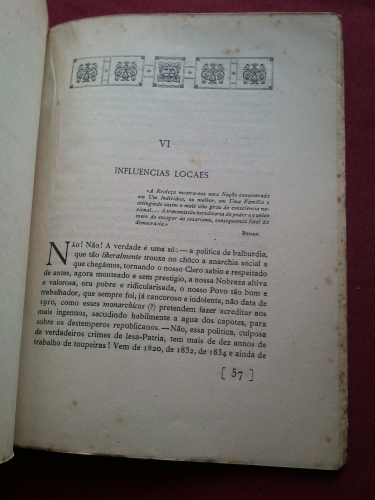 VI
INFLUENCIAS LOCAES
«A Realeza mostra-nos uma Nação concentrada
em Um Individuo, ou melhor, em Uma Familia e
attingindo assim o mais alto grau de consciência na-
cional... A transmissão hereditária do poder é o unico
meio de escapar ao cesarismo, consequencia fatal da
democracia.»
RENAN.
NÃO! Não! A verdade é uma só: — a politica de balburdia,
que tão liberalmente trouxe no chôco a anarchia social a
que chegámos, tornando o nosso Clero sabio e respeitado
de antes, agora monteado e sem prestigio, a nossa Nobreza altiva
e valorosa, ora pobre e ridicularisada, o nosso Povo tão bom e
trabalhador, que sempre foi, já rancoroso e indolente, não data de
1910, como esses monarchicos (?) pretendem fazer acreditar aos
mais ingenuos, sacudindo habilmente a agua dos capotes, para
sobre os destemperos republicanos. — Não, essa politica, culposa
de verdadeiros crimes de lesa-Patria, tem mais de dez annos de
trabalho de toupeiras! Vem de 1820, de 1832, de 1834 e ainda de
[ 57 ]